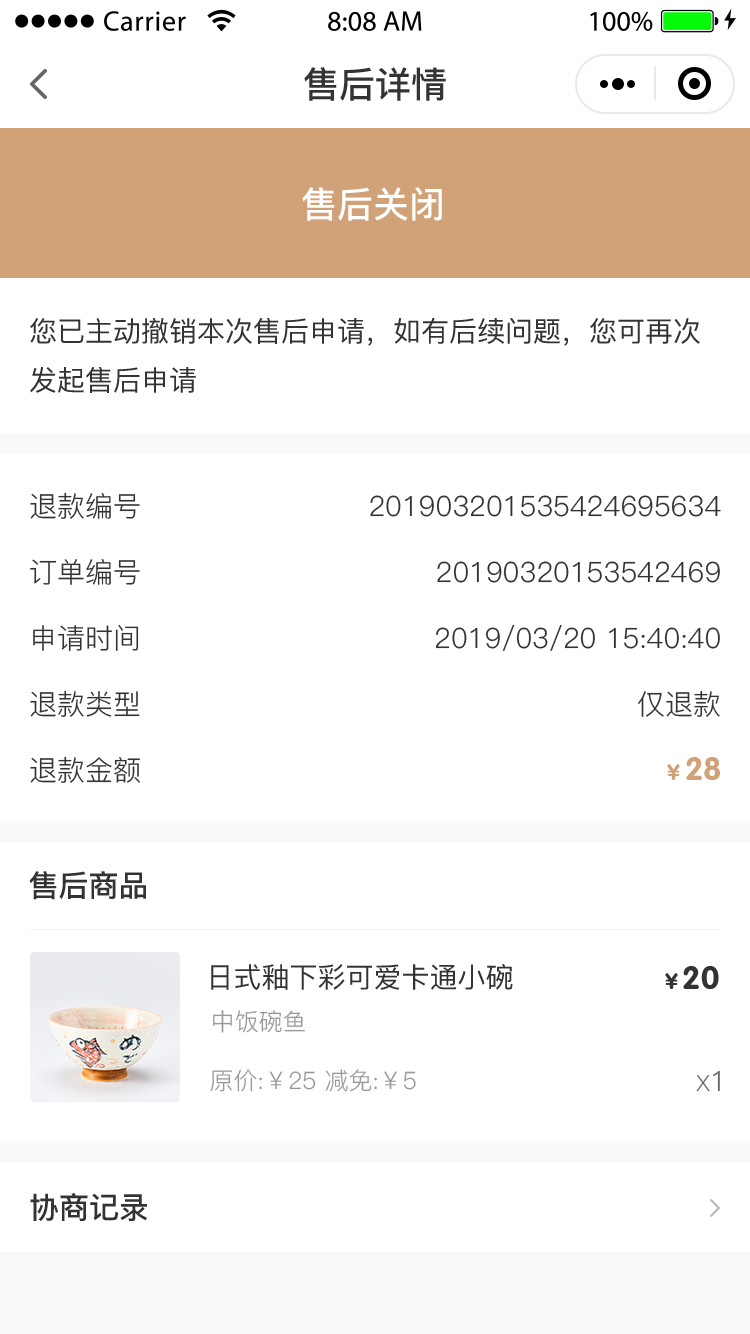 Carrier 8:08 AM 100%
售后详情
售后关闭
您已主动撤销本次售后申请，如有后续问题，您可再次
发起售后申请
退款编号 201903201535424695634
订单编号 20190320153542469
申请时间 2019/03/20 15:40:40
退款类型 仅退款
退款金额 ¥28
售后商品
日式釉下彩可爱卡通小碗 ¥20
中饭碗鱼
原价:¥25 减免:¥5 x1
协商记录